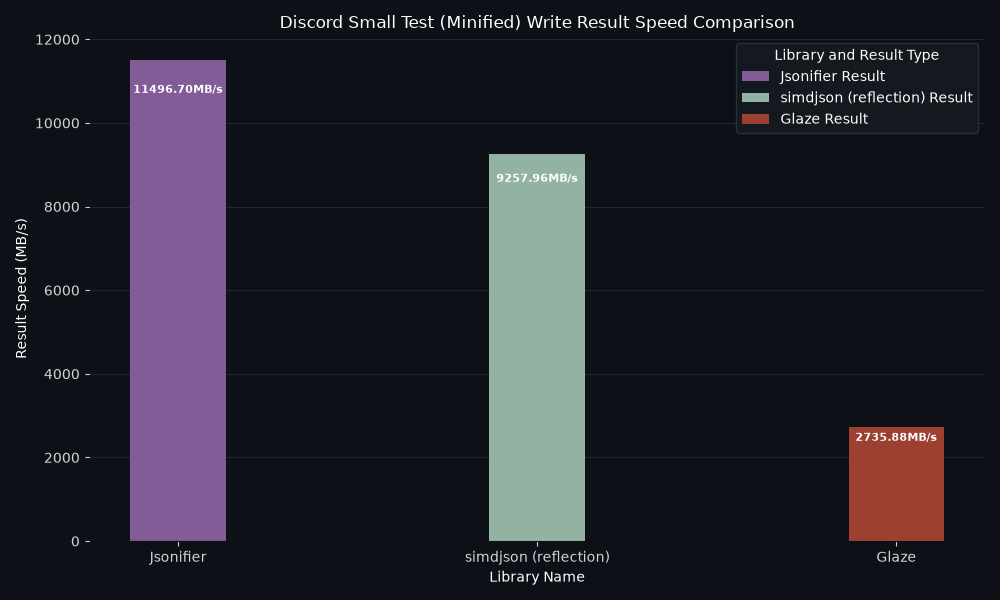 Discord Small Test (Minified) Write Result Speed Comparison
Library and Result Type
Jsonifier Result
simdjson (reflection) Result
Glaze Result
Result Speed (MB/s)
12000
10000
8000
6000
4000
2000
0
11496.70MB/s
9257.96MB/s
2735.88MB/s
Jsonifier
simdjson (reflection)
Glaze
Library Name